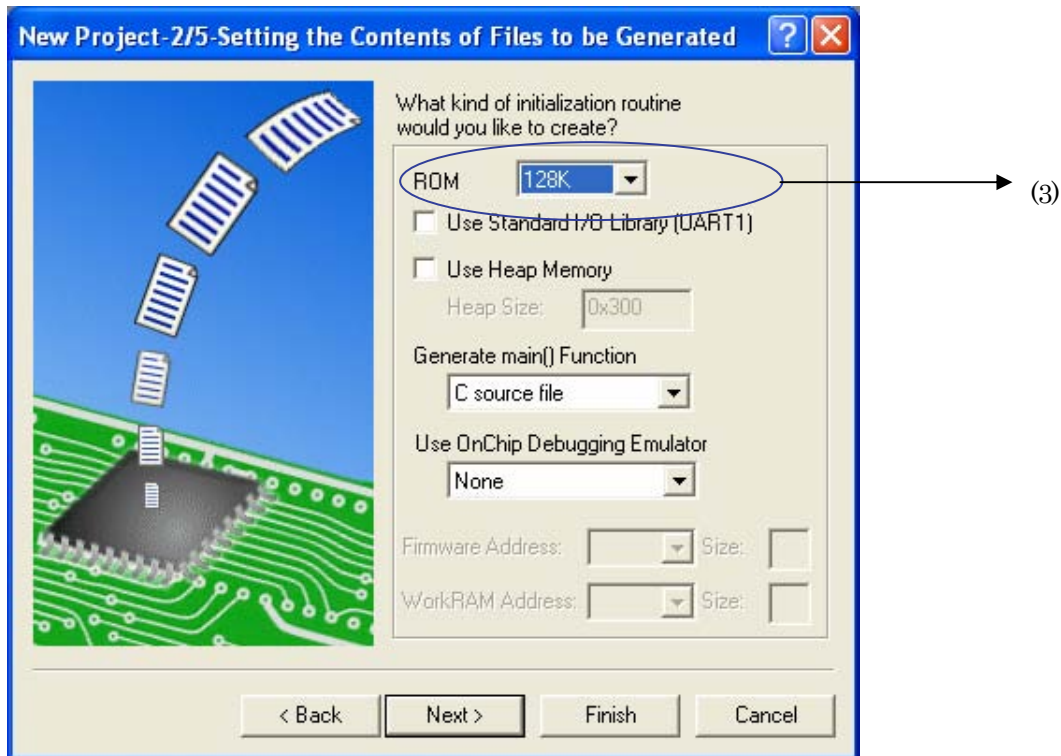 New Project-2/5-Setting the Contents of Files to be Generated
What kind of initialization routine
would you like to create?
ROM 128K
(3)
Use Standard I/O Library (UART1)
Use Heap Memory
Heap Size: 0x300
Generate main() Function
C source file
Use OnChip Debugging Emulator
None
Firmware Address: Size:
WorkRAM Address: Size:
< Back Next > Finish Cancel